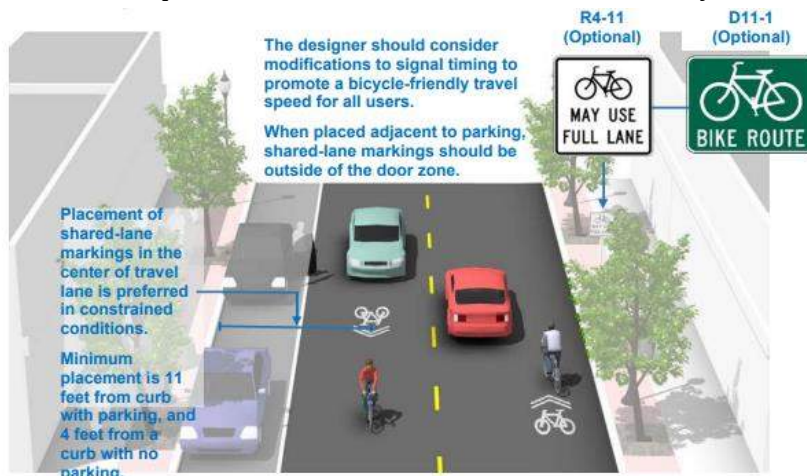 R4-11
(Optional)
D11-1
(Optional)
The designer should consider
modifications to signal timing to
promote a bicycle-friendly travel
speed for all users.
When placed adjacent to parking,
shared-lane markings should be
outside of the door zone.
MAY USE
FULL LANE
BIKE ROUTE
Placement of
shared-lane
markings in the
center of travel
lane is preferred
in constrained
conditions.
Minimum
placement is 11
feet from curb
with parking, and
4 feet from a
curb with no
parking.